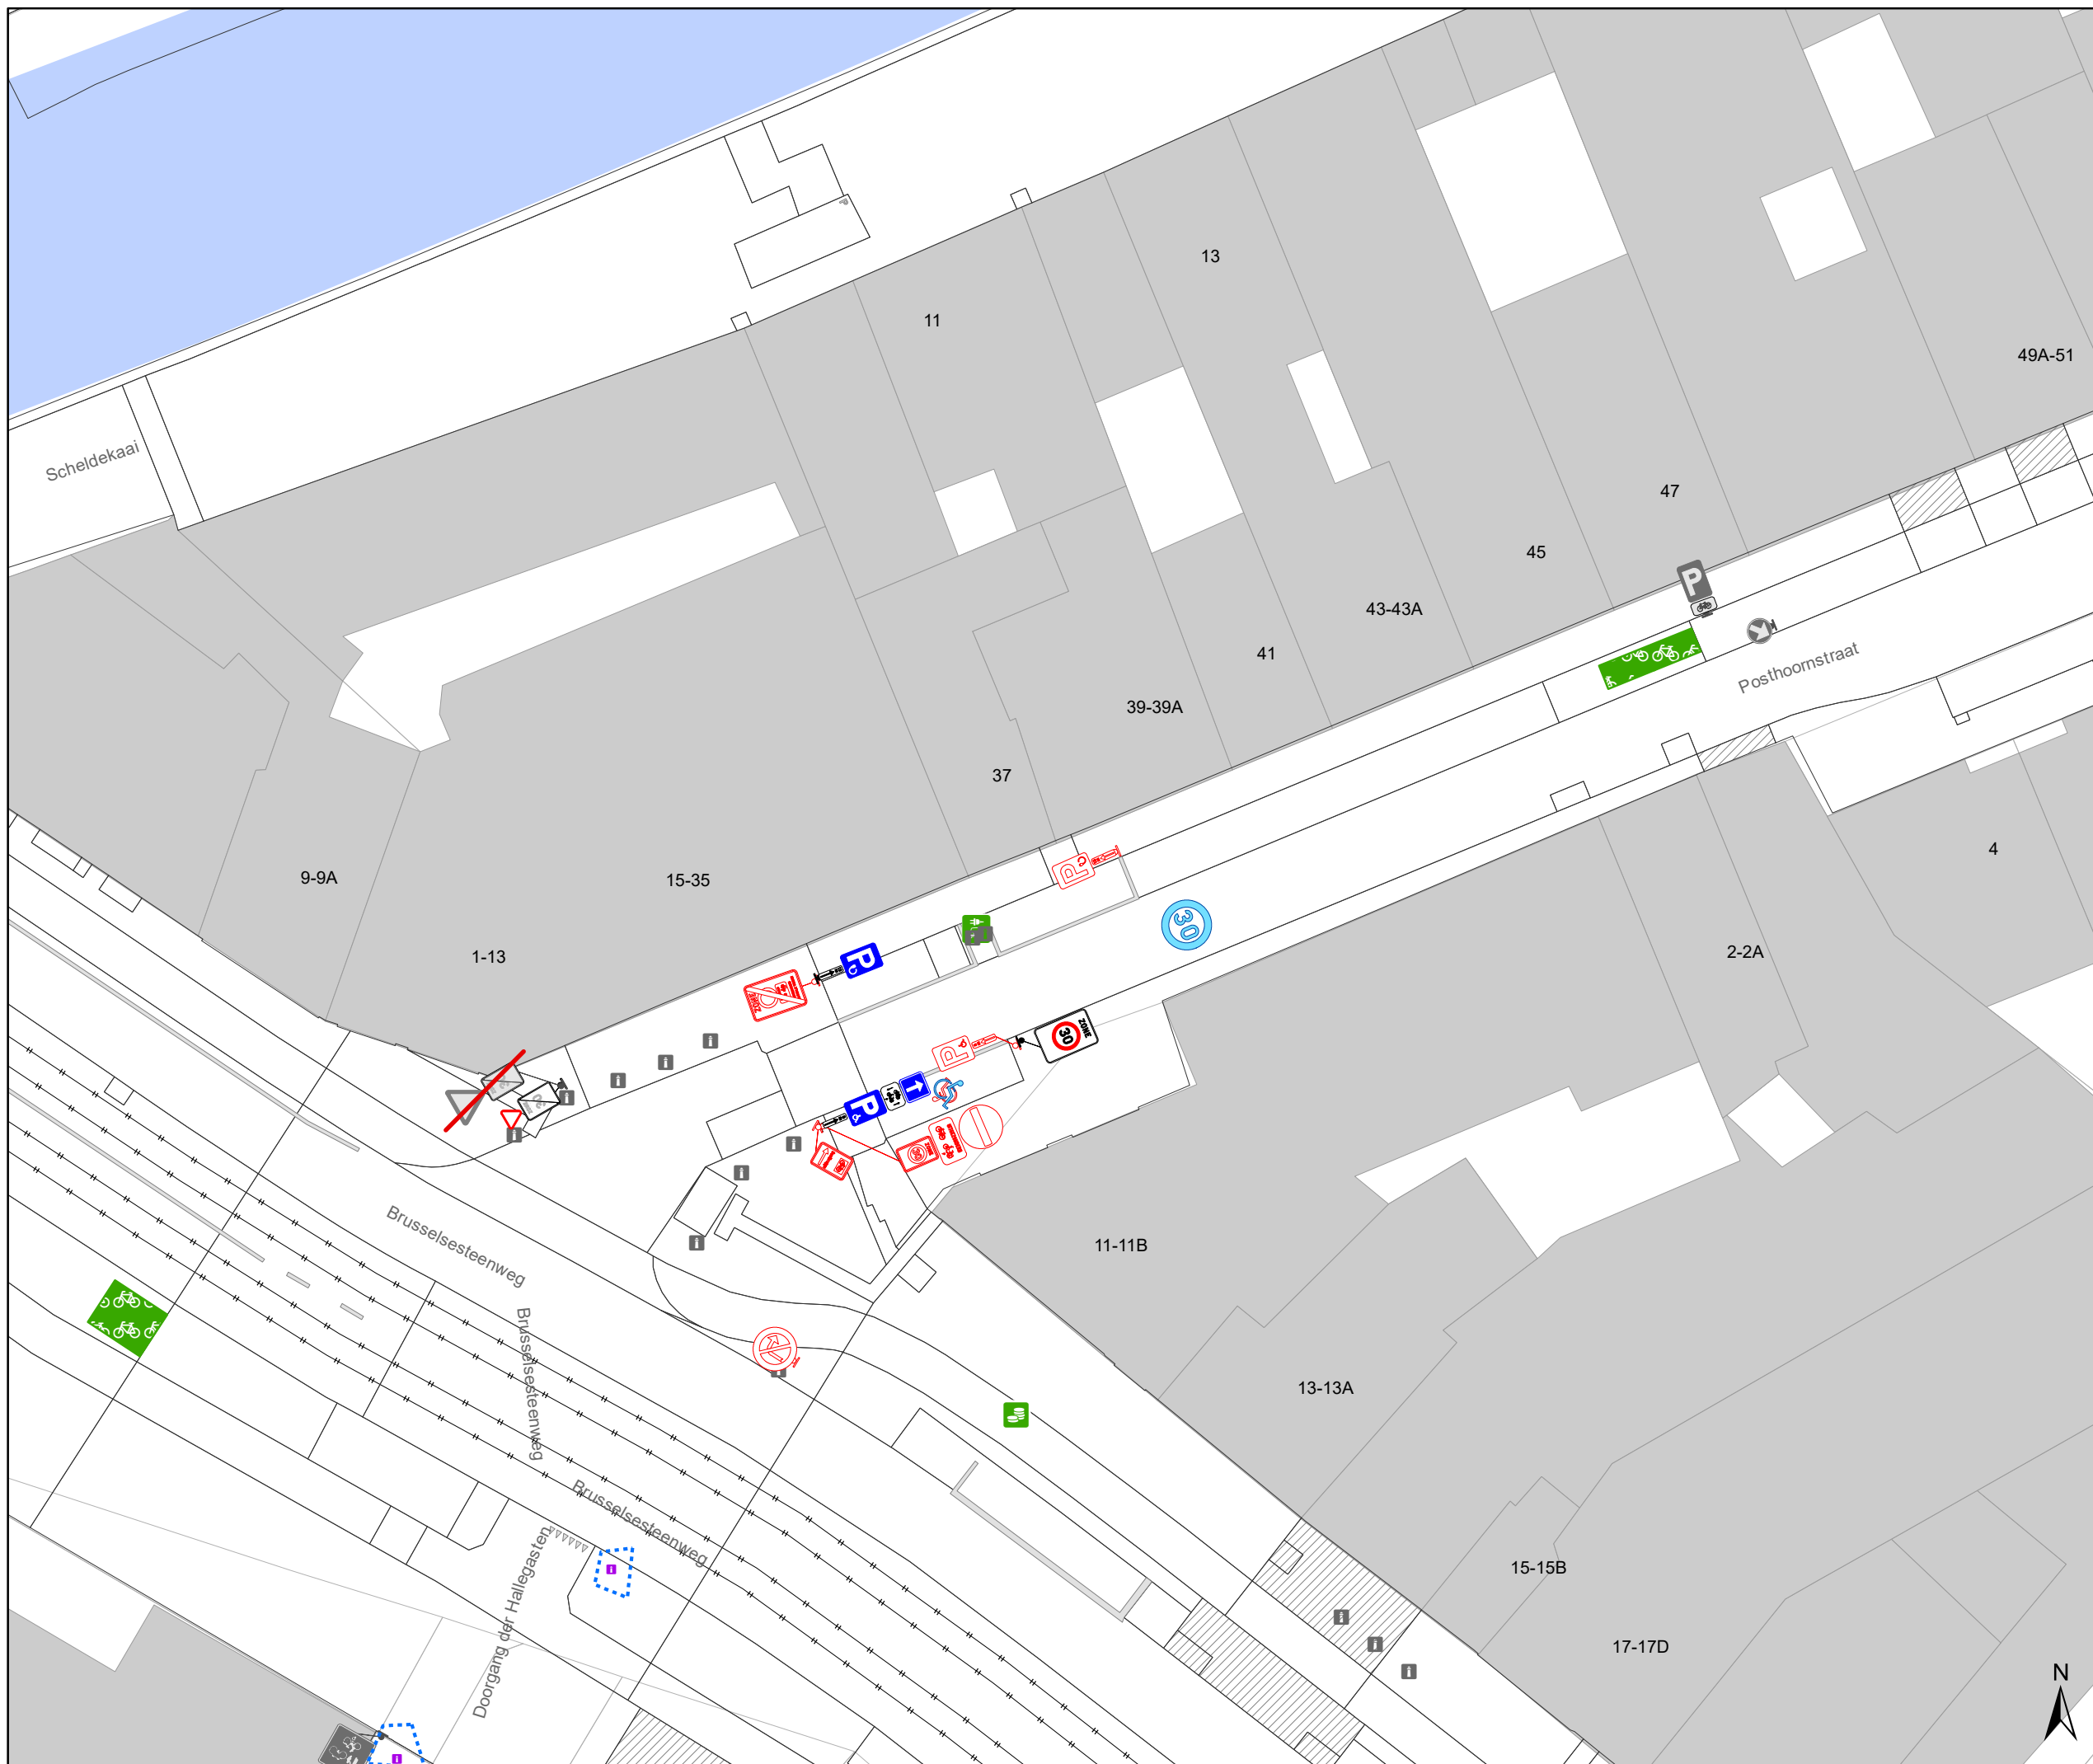 11
13
Scheldekaai
49A-51
47
45
P
43-43A
41
Posthoornstraat
39-39A
37
4
P
9-9A
15-35
30
2-2A
1-13
P
ZONE
30
ZONE
P
P
11-11B
Brusselsesteenweg
Brusselsesteenweg
13-13A
Brusselsesteenweg
Doorgang der Hallegasten
15-15B
17-17D
N